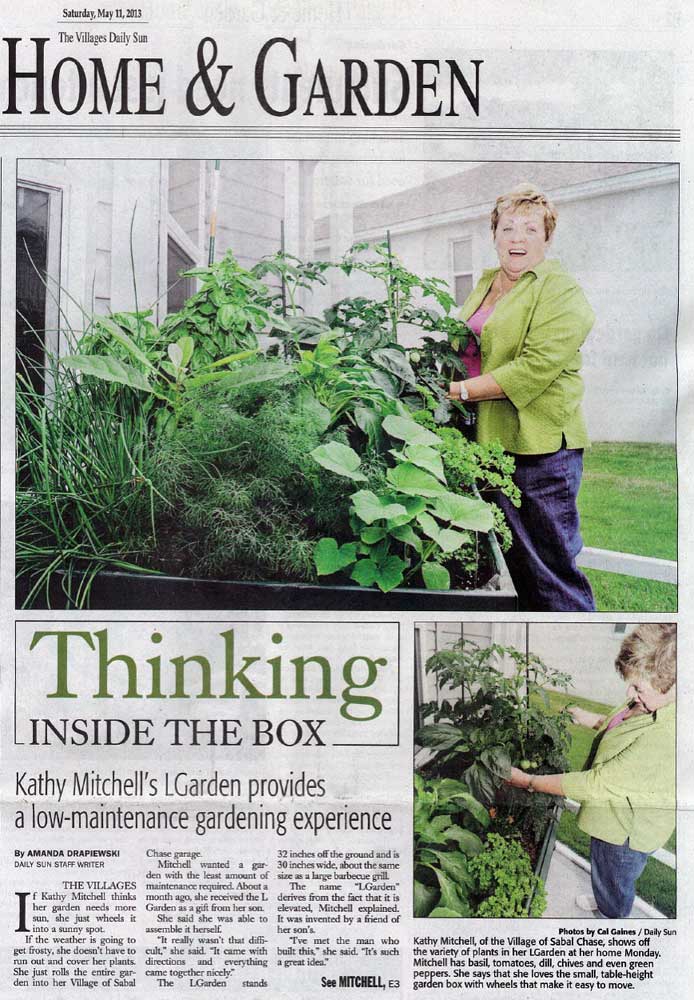 Saturday, May 11, 2013
The Villages Daily Sun
HOME & GARDEN
Thinking
INSIDE THE BOX
Kathy Mitchell's LGarden provides
a low-maintenance gardening experience
By AMANDA DRAPIEWSKI
DAILY SUN STAFF WRITER
THE VILLAGES
If Kathy Mitchell thinks
her garden needs more
sun, she just wheels it
into a sunny spot.
If the weather is going to
get frosty, she doesn't have to
run out and cover her plants.
She just rolls the entire gar-
den into her Village of Sabal
Chase garage.
Mitchell wanted a gar-
den with the least amount of
maintenance required. About a
month ago, she received the L
Garden as a gift from her son.
She said she was able to
assemble it herself.
"It really wasn't that diffi-
cult," she said. "It came with
directions and everything
came together nicely."
The LGarden stands
32 inches off the ground and is
30 inches wide, about the same
size as a large barbecue grill.
The name "LGarden"
derives from the fact that it is
elevated, Mitchell explained.
It was invented by a friend of
her son's.
"I've met the man who
built this," she said. "It's such
a great idea."
See MITCHELL, E3
Photos by Cal Gaines / Daily Sun
Kathy Mitchell, of the Village of Sabal Chase, shows off
the variety of plants in her LGarden at her home Monday.
Mitchell has basil, tomatoes, dill, chives and even green
peppers. She says that she loves the small, table-height
garden box with wheels that make it easy to move.